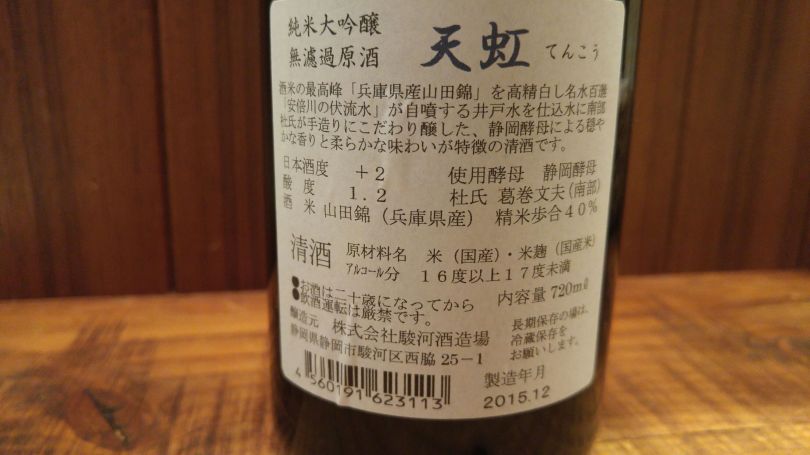 純米大吟醸
無濾過原酒
天虹 てんこう
酒米の最高峰「兵庫県産山田錦」を高精白し名水百選
「安倍川の伏流水」が自噴する井戸水を仕込水に南部
杜氏が手造りにこだわり醸した、静岡酵母による穏や
かな香りと柔らかな味わいが特徴の清酒です。
日本酒度 +2 使用酵母 静岡酵母
酸度 1.2 杜氏 葛巻文夫(南部)
酒米 山田錦(兵庫県産) 精米歩合40%
清酒 原材料名 米(国産)・米麹(国産米)
アルコール分 16度以上17度未満
●お酒は二十歳になってから
●飲酒運転は厳禁です。
内容量 720mℓ
醸造元 株式会社駿河酒造場
静岡県静岡市駿河区西脇25-1
長期保存の場は、
冷蔵保存を
お願いします。
4 560191 623113
製造年月
2015.12